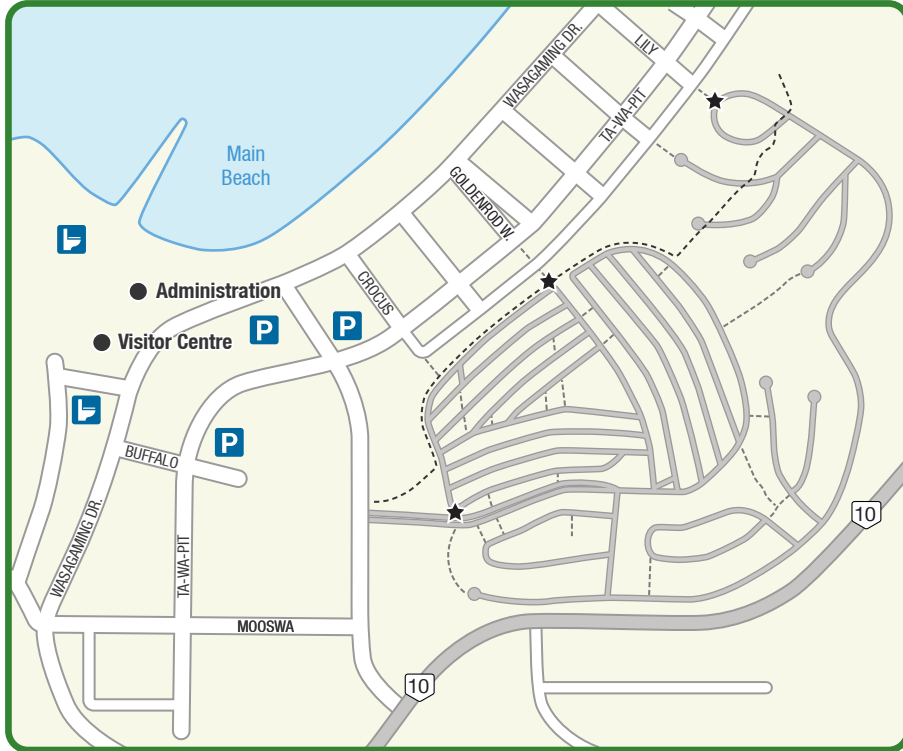 WASAGAMING DR.
LILY
TA-WA-PIT
Main
Beach
GOLDENROD W.
CROCUS
Administration
P
P
Visitor Centre
P
BUFFALO
WASAGAMING DR.
TA-WA-PIT
10
MOOSWA
10